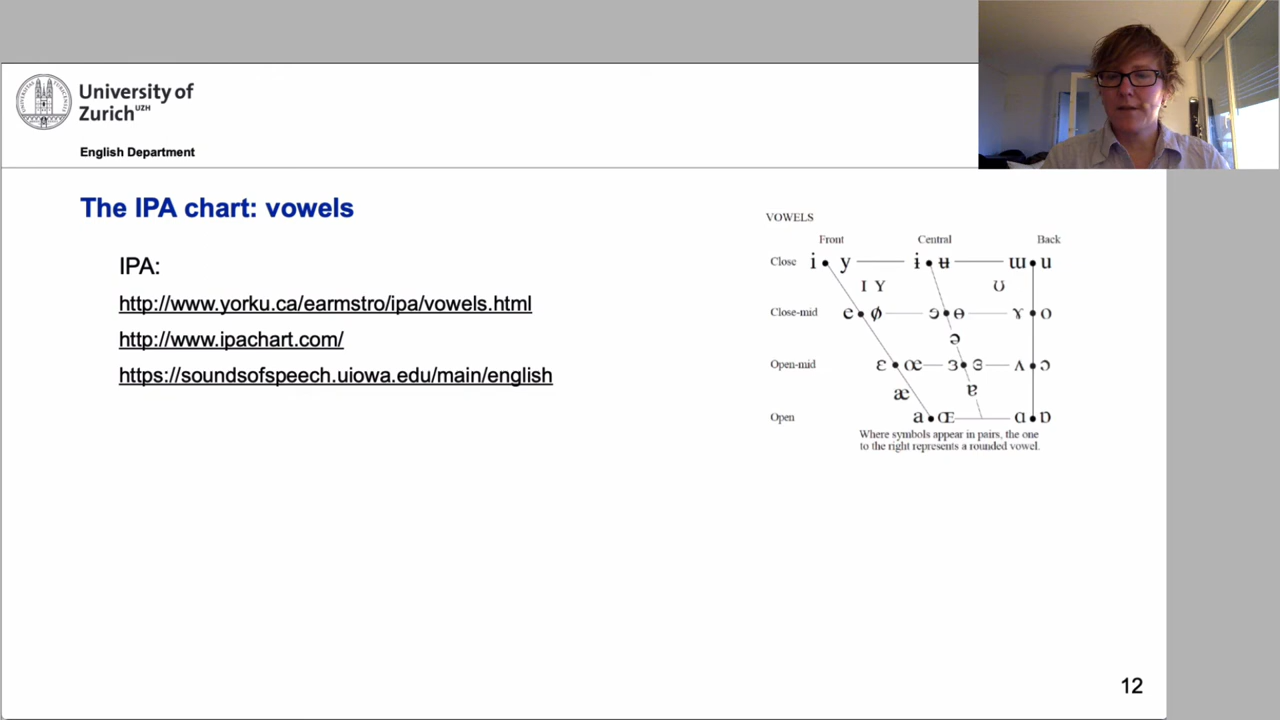 University of
Zurich UZH
English Department
The IPA chart: vowels
IPA:
http://www.yorku.ca/earmstro/ipa/vowels.html
http://www.ipachart.com/
https://soundsofspeech.uiowa.edu/main/english
VOWELS
Front Central Back
Close i y ɨ ʉ ɯ u
ɪ ʏ ʊ
Close-mid e ø ɘ ɵ ɤ o
ə
Open-mid ɛ œ ɜ ɞ ʌ ɔ
æ ɐ
Open a ɶ ɑ ɒ
Where symbols appear in pairs, the one
to the right represents a rounded vowel.
12